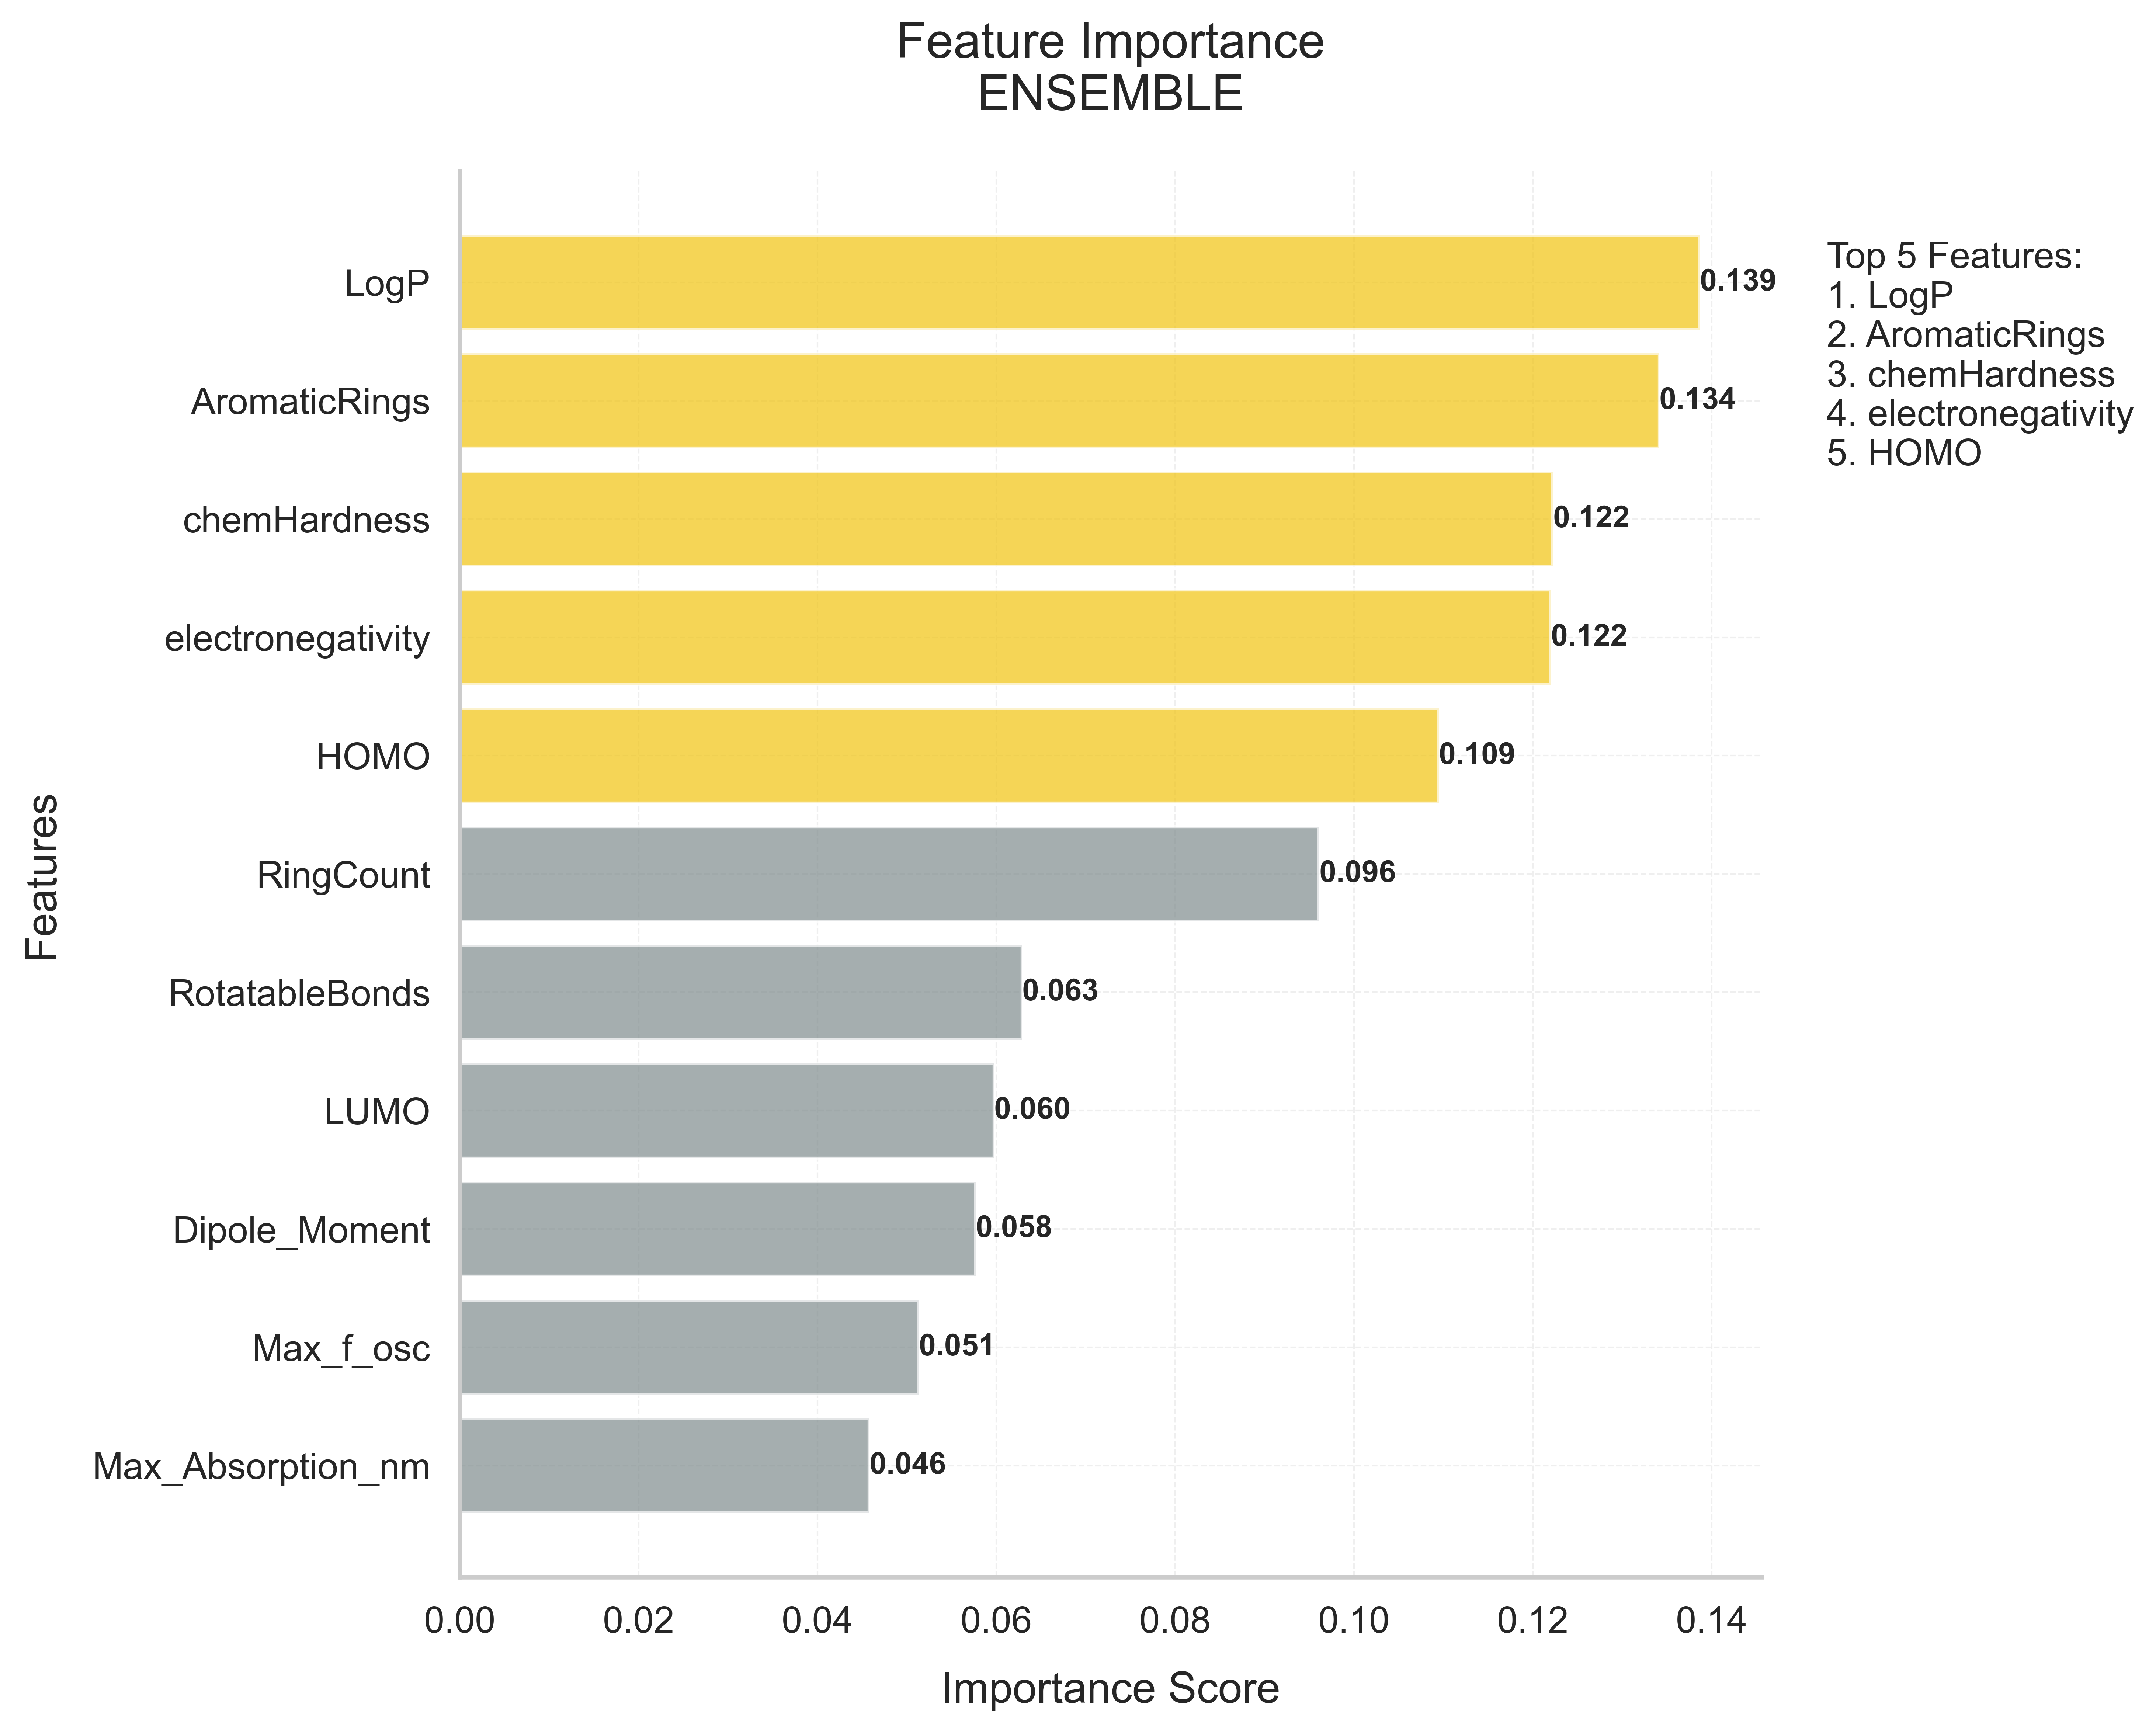 Feature Importance
ENSEMBLE
LogP
0.139
AromaticRings
0.134
chemHardness
0.122
electronegativity
0.122
HOMO
0.109
RingCount
0.096
RotatableBonds
0.063
LUMO
0.060
Dipole_Moment
0.058
Max_f_osc
0.051
Max_Absorption_nm
0.046
Top 5 Features:
1. LogP
2. AromaticRings
3. chemHardness
4. electronegativity
5. HOMO
Features
0.00 0.02 0.04 0.06 0.08 0.10 0.12 0.14
Importance Score